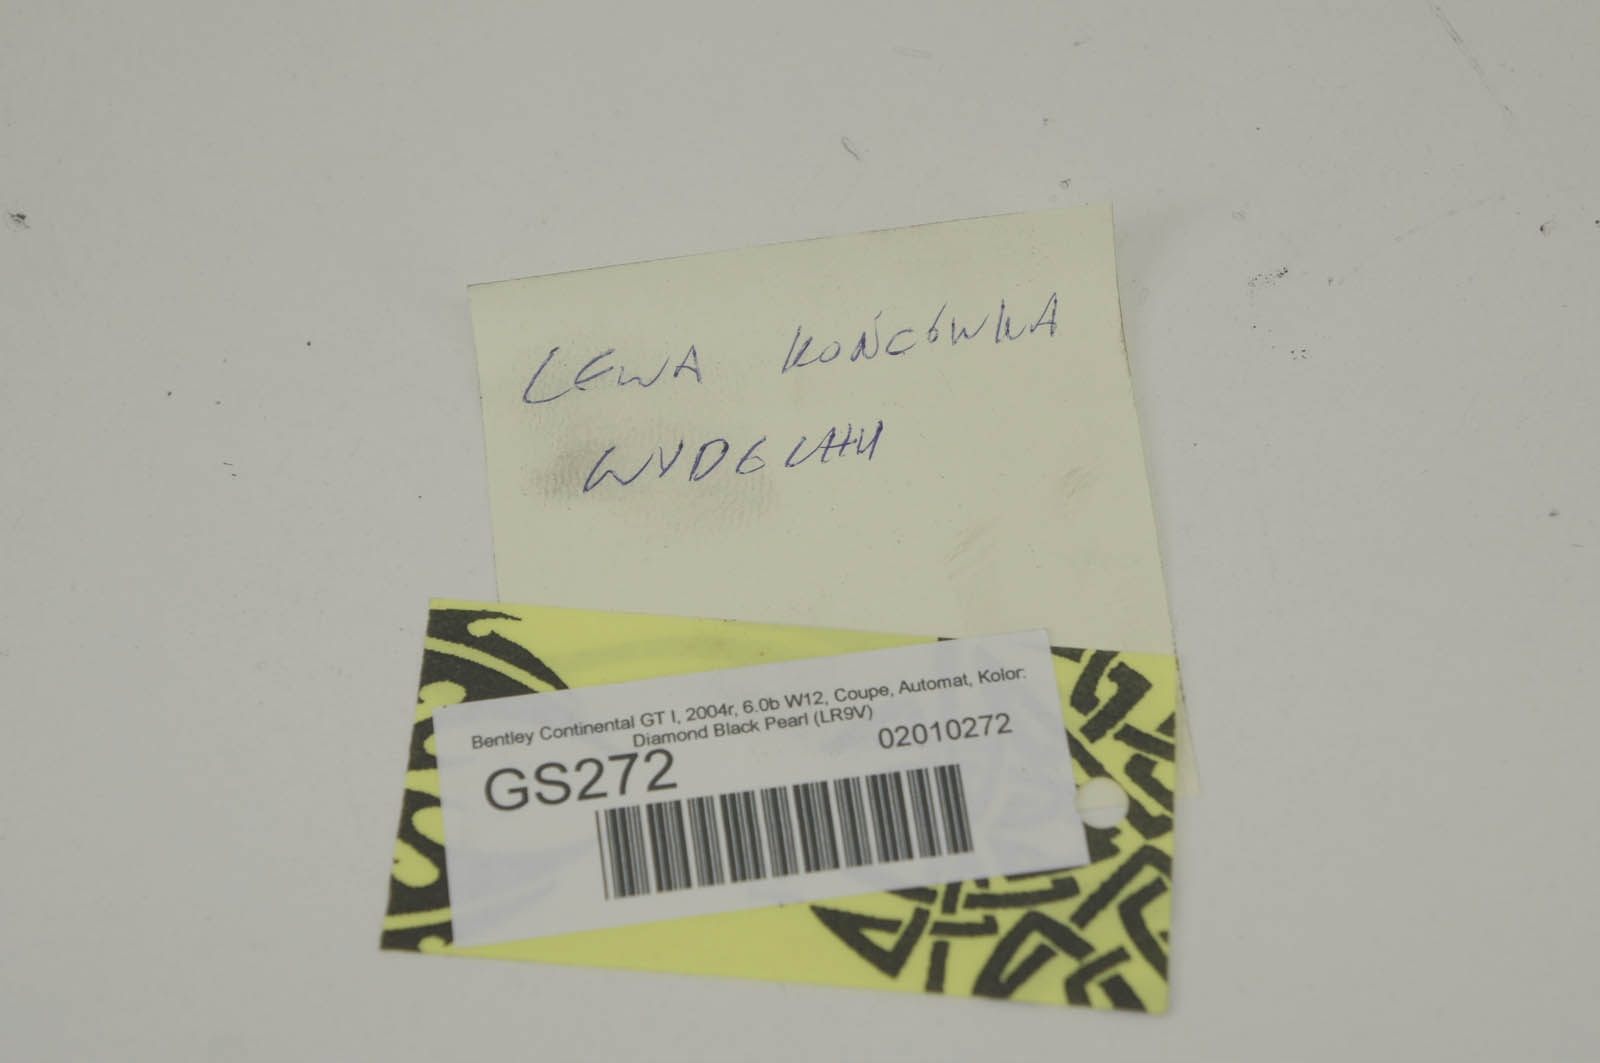 LEWA KOŃCÓWKA
WYDECHU
Bentley Continental GT I, 2004r, 6.0b W12, Coupe, Automat, Kolor:
Diamond Black Pearl (LR9V)
02010272
GS272